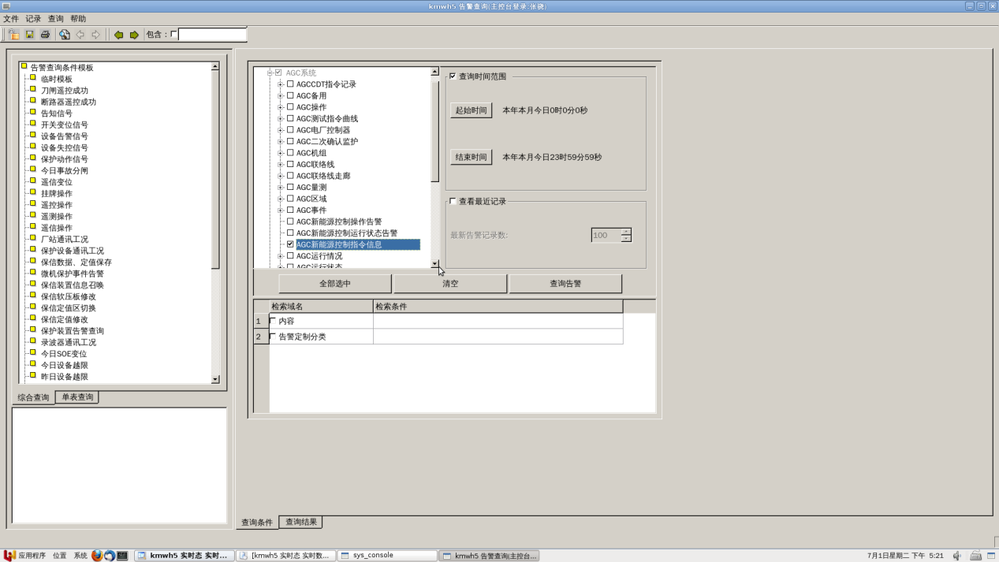 kmwh5 告警查询(主控台登录:张骁)
文件 记录 查询 帮助
包含：
告警查询条件模板
临时模板
刀闸遥控成功
断路器遥控成功
告知信号
开关变位信号
设备告警信号
设备失控信号
保护动作信号
今日事故分闸
遥信变位
挂牌操作
遥控操作
遥测操作
遥信操作
厂站通讯工况
保护设备通讯工况
保信数据、定值保存
微机保护事件告警
保信装置信息召唤
保信软压板修改
保信定值区切换
保信定值修改
保护装置告警查询
录波器通讯工况
今日SOE变位
今日设备越限
昨日设备越限
综合查询 单表查询
AGC系统
AGCCDT指令记录
AGC备用
AGC操作
AGC测试指令曲线
AGC电厂控制器
AGC二次确认监护
AGC机组
AGC联络线
AGC联络线走廊
AGC量测
AGC区域
AGC事件
AGC新能源控制操作告警
AGC新能源控制运行状态告警
AGC新能源控制指令信息
AGC运行情况
AGC运行状态
查询时间范围
起始时间 本年本月今日0时0分0秒
结束时间 本年本月今日23时59分59秒
查看最近记录
最新告警记录数: 100
全部选中 清空 查询告警
检索域名 检索条件
1 内容
2 告警定制分类
查询条件 查询结果
应用程序 位置 系统 kmwh5 实时态 实时... [kmwh5 实时态 实时数... sys_console kmwh5 告警查询(主控台... 7月1日星期二 下午 5:21